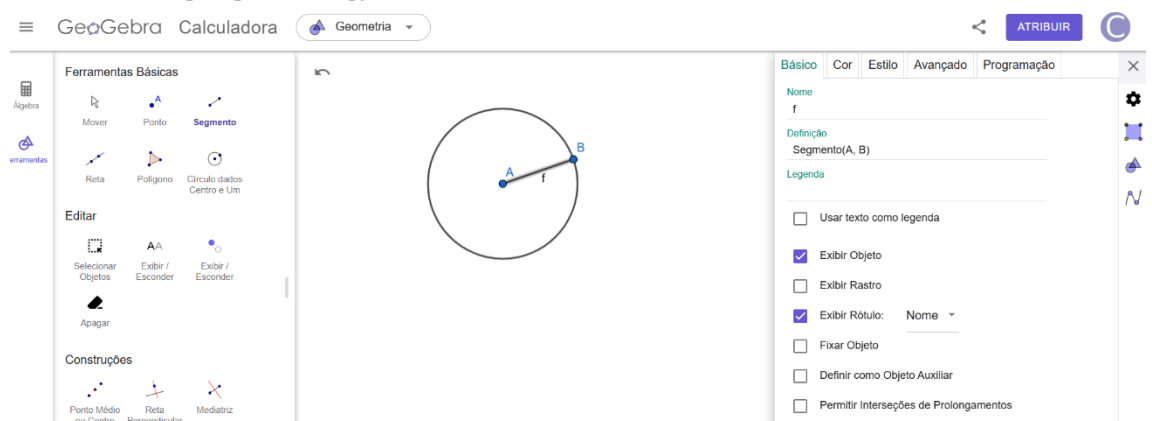 GeoGebra Calculadora Geometria ATRIBUIR C
Álgebra
erramentas
Ferramentas Básicas
Mover Ponto Segmento
Reta Polígono Círculo dados
Centro e Um
Editar
Selecionar Exibir / Exibir /
Objetos Esconder Esconder
Apagar
Construções
Ponto Médio Reta Mediatriz
ou Centro Perpendicular
A
B
f
Básico Cor Estilo Avançado Programação
Nome
f
Definição
Segmento(A, B)
Legenda
Usar texto como legenda
Exibir Objeto
Exibir Rastro
Exibir Rótulo: Nome
Fixar Objeto
Definir como Objeto Auxiliar
Permitir Interseções de Prolongamentos